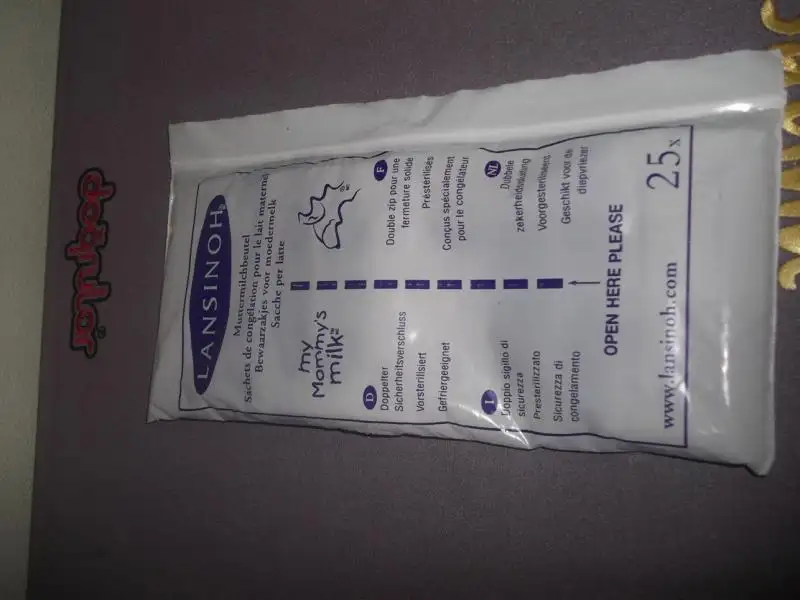 LANSINOH®
Muttermilchbeutel
Sachets de congélation pour le lait maternel
Bewaarzakjes voor moedermelk
Sacche per latte
my
Mommy's
milk™
D
Doppelter
Sicherheitsverschluss
Vorsterilisiert
Gefriergeeignet
F
Double zip pour une
fermeture solide
Préstérilisés
Conçus spécialement
pour le congélateur
I
Doppio sigillo di
sicurezza
Presterilizzato
Sicurezza di
congelamento
NL
Dubbele
zekerheidssluiting
Voorgesteriliseerd
Geschikt voor de
diepvriezer
OPEN HERE PLEASE
www.lansinoh.com
25x